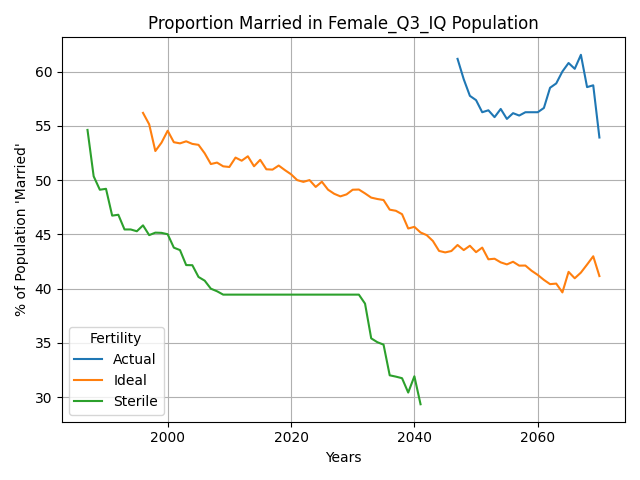 Proportion Married in Female_Q3_IQ Population
% of Population 'Married'
60
55
50
45
40
35
30
Fertility
Actual
Ideal
Sterile
2000
2020
2040
2060
Years